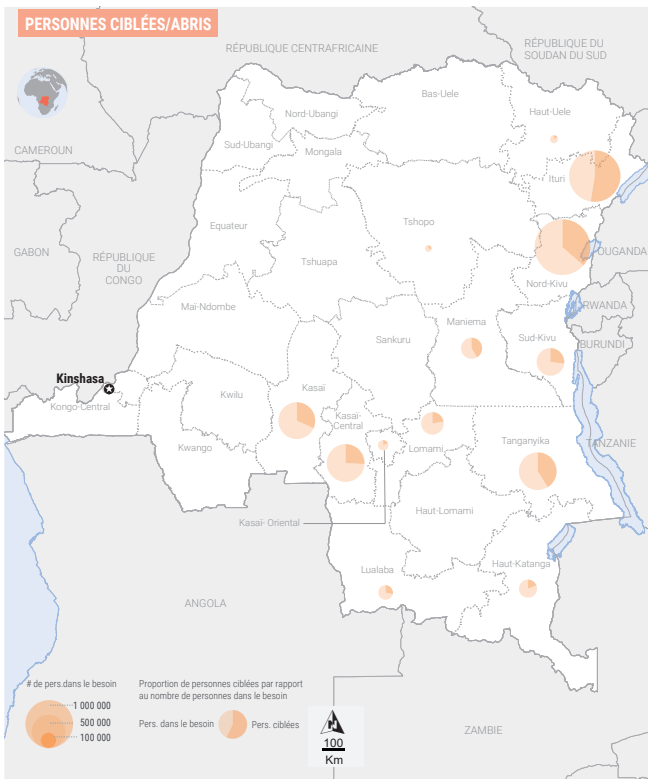 PERSONNES CIBLÉES/ABRIS
RÉPUBLIQUE CENTRAFRICAINE
RÉPUBLIQUE DU
SOUDAN DU SUD
Bas-Uele
Haut-Uele
Nord-Ubangi
Sud-Ubangi
Mongala
CAMEROUN
Ituri
Equateur
Tshopo
GABON
RÉPUBLIQUE
DU
CONGO
Tshuapa
OUGANDA
Nord-Kivu
Maï-Ndombe
RWANDA
Maniema
Sankuru
Sud-Kivu
BURUNDI
Kinshasa
Kasaï
Kwilu
Kongo-Central
Kasaï-
Central
Kwango
Lomami
Tanganyika
TANZANIE
Haut-Lomami
Kasaï- Oriental
Lualaba
Haut-Katanga
ANGOLA
# de pers.dans le besoin
1 000 000
500 000
100 000
Proportion de personnes ciblées par rapport
au nombre de personnes dans le besoin
Pers. dans le besoin
Pers. ciblées
N
100
Km
ZAMBIE